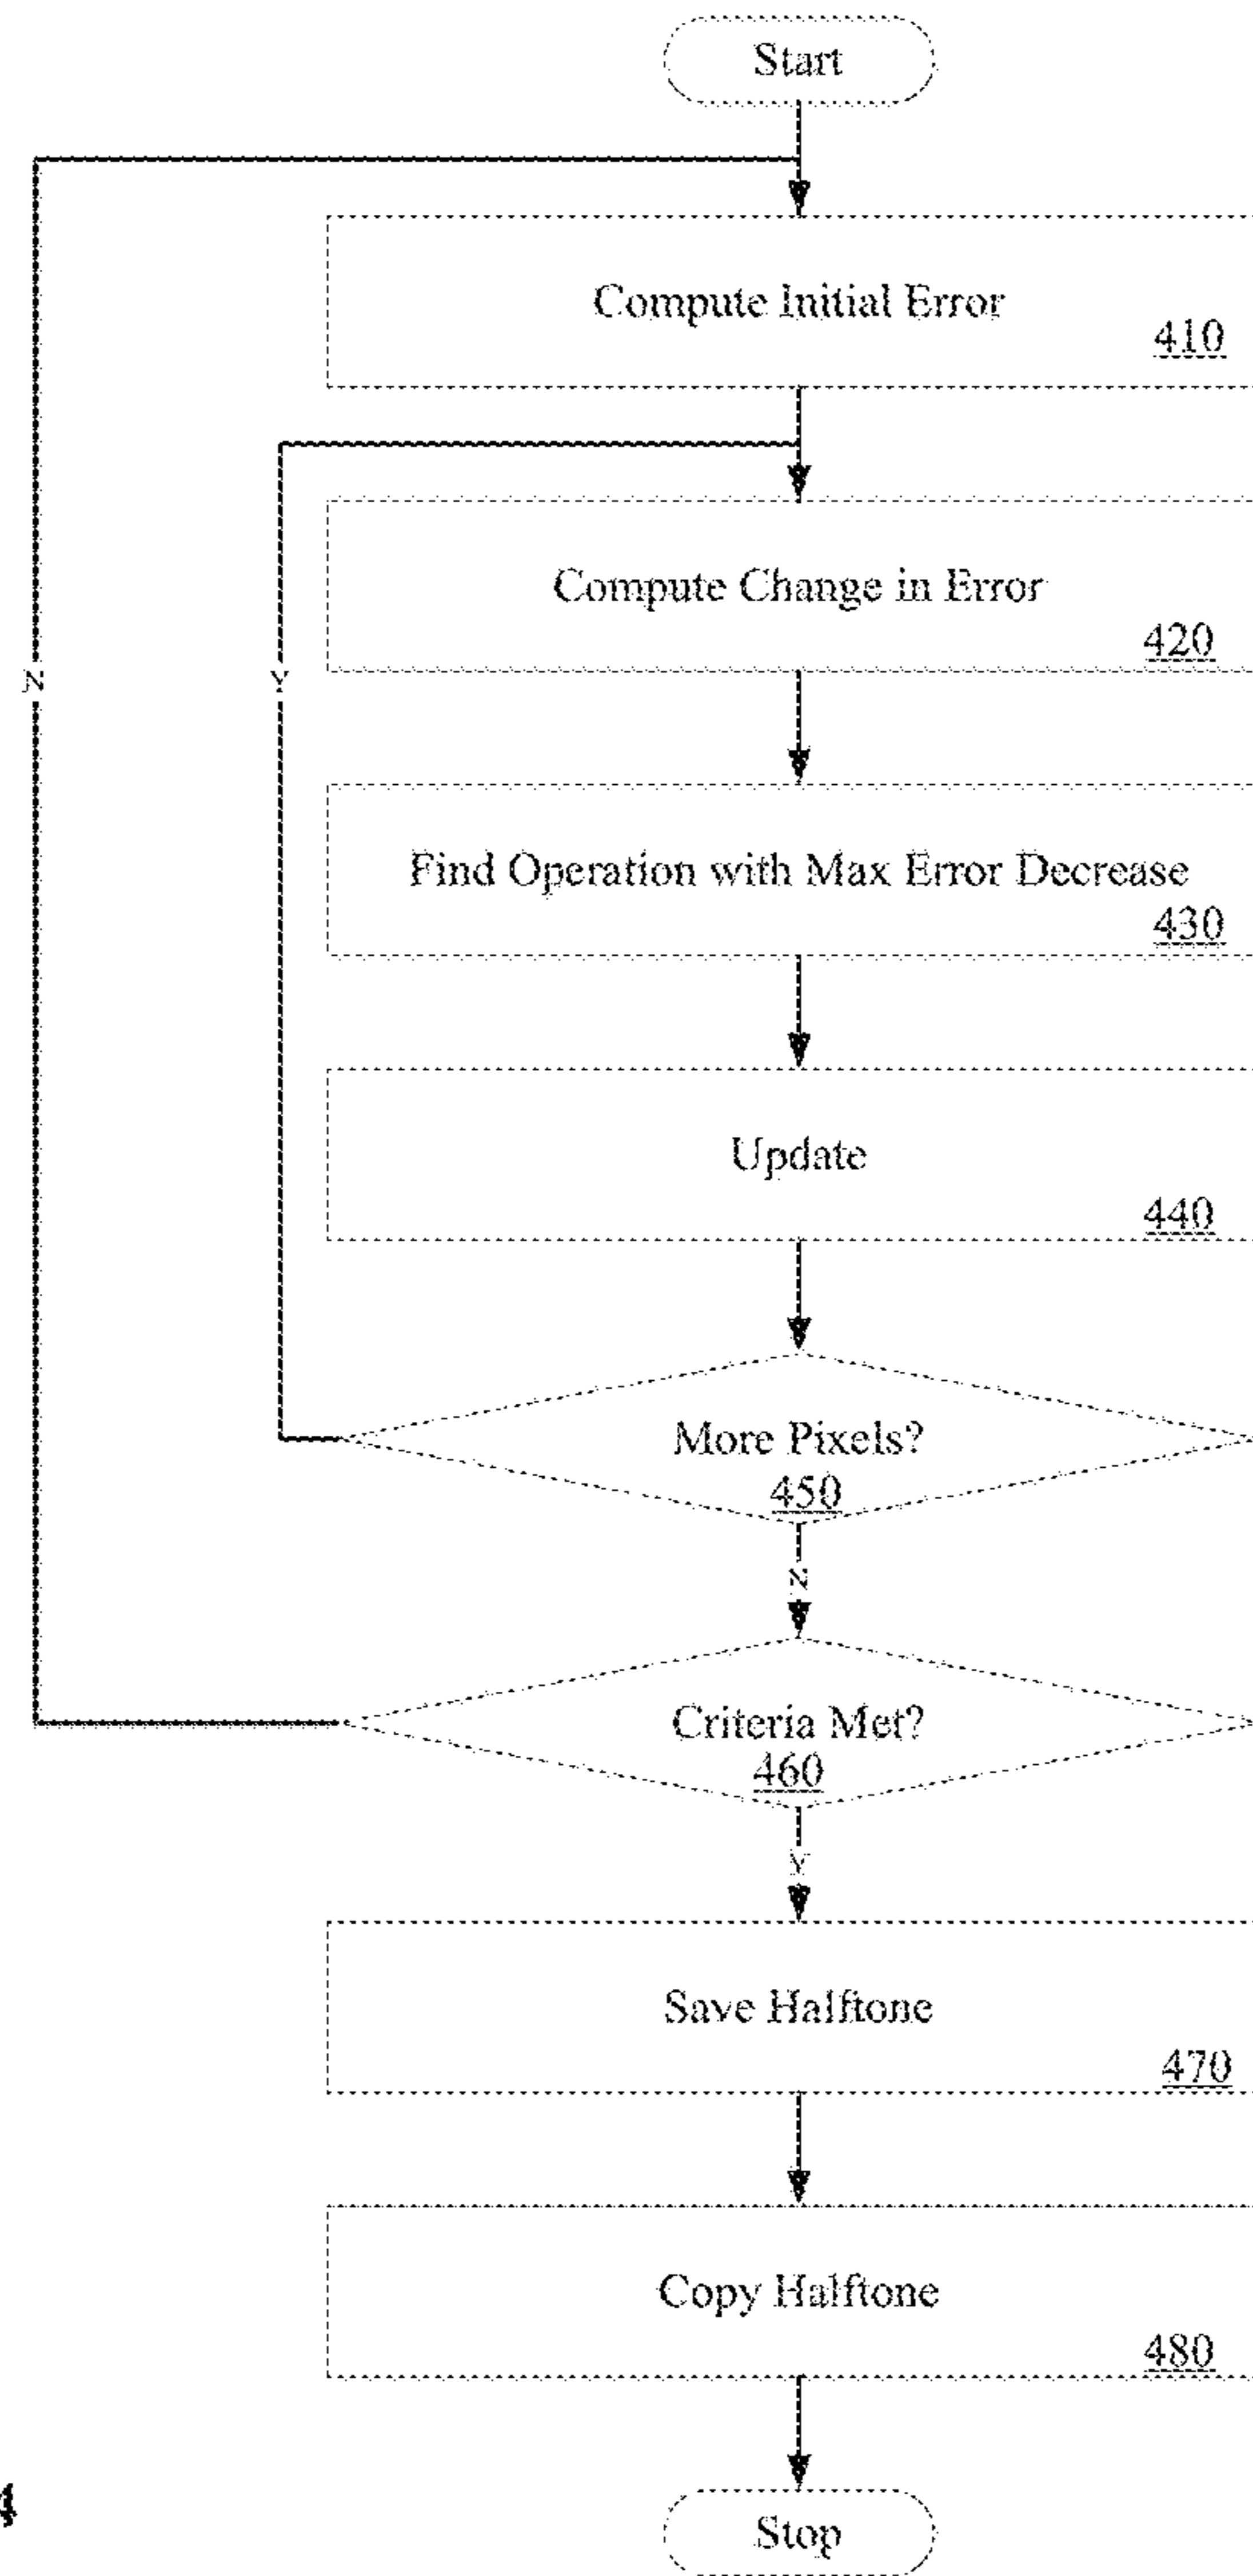 Start
Compute Initial Error
410
Compute Change in Error
420
N
Y
Find Operation with Max Error Decrease
430
Update
440
More Pixels?
450
N
Criteria Met?
460
Y
Save Halftone
470
Copy Halftone
480
4
Stop